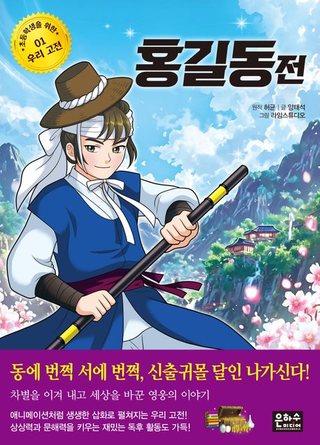 초등학생을 위한
01
우리 고전
홍길동전
원작 허균 | 글 양태석
그림 라임스튜디오
동에 번쩍 서에 번쩍, 신출귀몰 달인 나가신다!
차별을 이겨 내고 세상을 바꾼 영웅의 이야기
애니메이션처럼 생생한 삽화로 펼쳐지는 우리 고전!
상상력과 문해력을 키우는 재밌는 독후 활동도 가득!
은하수
미디어